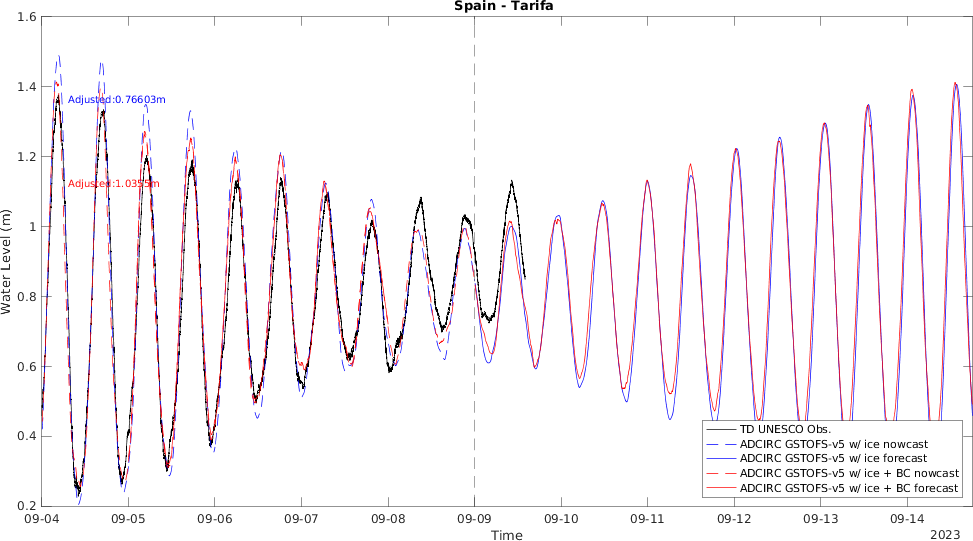 Spain - Tarifa
1.6
1.4
1.2
1
0.8
0.6
0.4
0.2
Water Level (m)
Adjusted:0.76603m
Adjusted:1.0355m
TD UNESCO Obs.
ADCIRC GSTOFS-v5 w/ ice nowcast
ADCIRC GSTOFS-v5 w/ ice forecast
ADCIRC GSTOFS-v5 w/ ice + BC nowcast
ADCIRC GSTOFS-v5 w/ ice + BC forecast
09-04 09-05 09-06 09-07 09-08 09-09 09-10 09-11 09-12 09-13 09-14
Time
2023